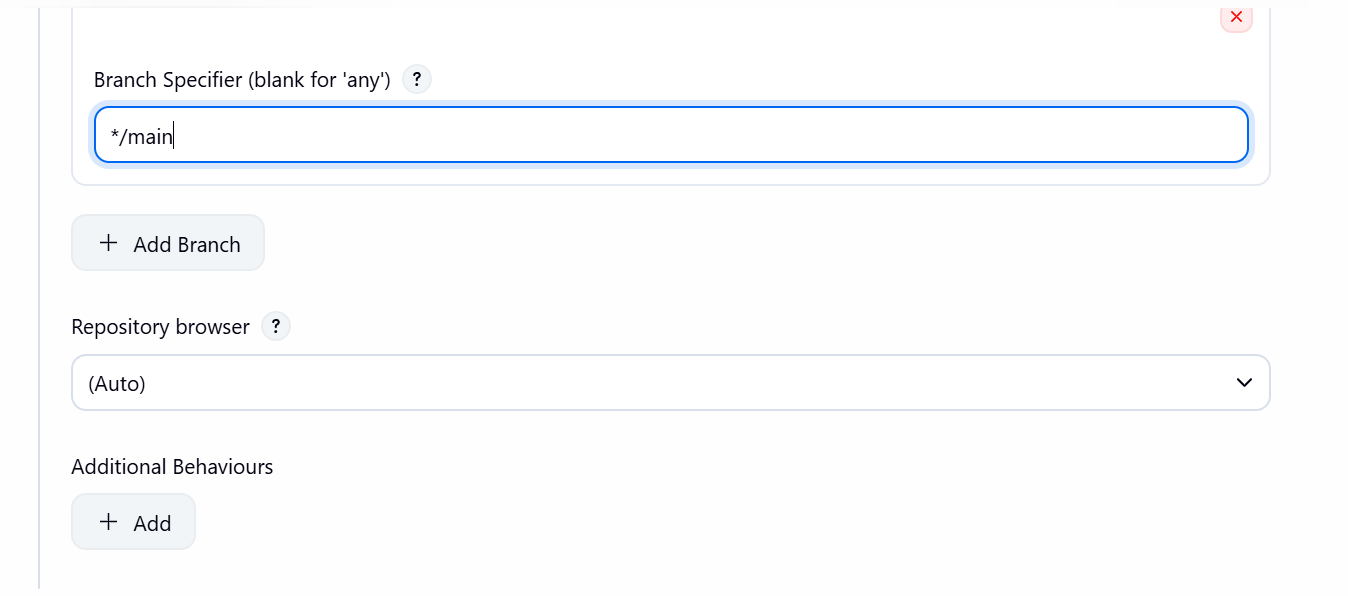 Branch Specifier (blank for 'any') ?
*/main
+ Add Branch
Repository browser ?
(Auto)
Additional Behaviours
+ Add